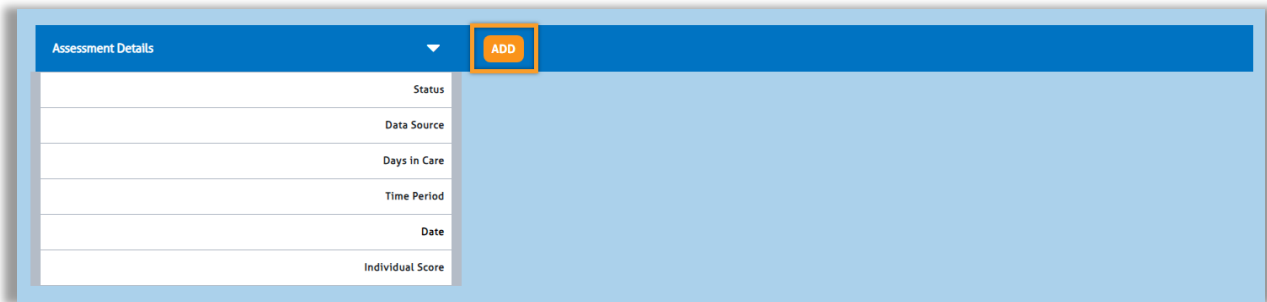 Assessment Details
ADD
Status
Data Source
Days in Care
Time Period
Date
Individual Score